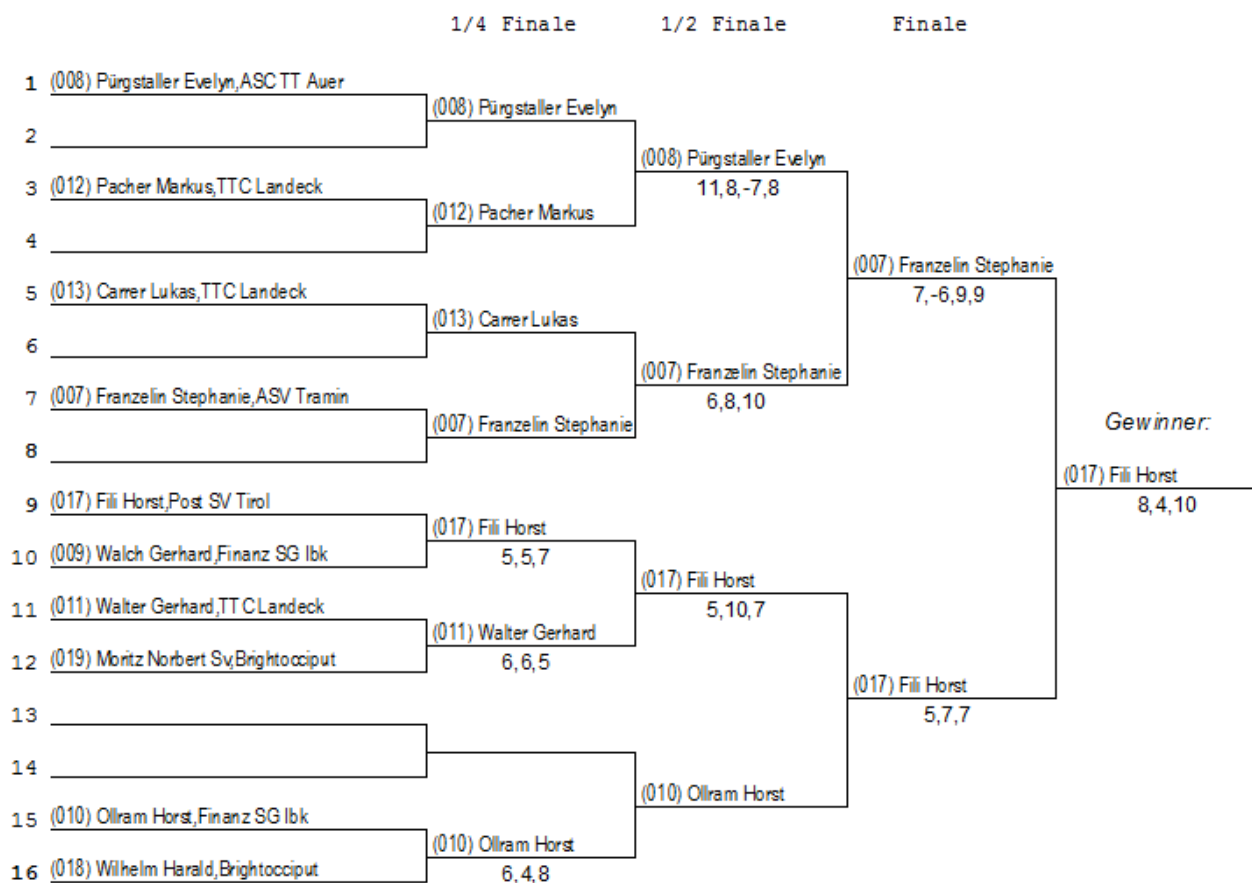 1/4 Finale 1/2 Finale Finale
1 (008) Pürgstaller Evelyn,ASC TT Auer
(008) Pürgstaller Evelyn
2
(008) Pürgstaller Evelyn
3 (012) Pacher Markus,TTC Landeck
11,8,-7,8
(012) Pacher Markus
4
(007) Franzelin Stephanie
5 (013) Carrer Lukas,TTC Landeck
7,-6,9,9
(013) Carrer Lukas
6
(007) Franzelin Stephanie
7 (007) Franzelin Stephanie,ASV Tramin
6,8,10
(007) Franzelin Stephanie
Gewinner:
8
(017) Fili Horst
9 (017) Fili Horst,Post SV Tirol
8,4,10
(017) Fili Horst
10 (009) Walch Gerhard,Finanz SG Ibk
5,5,7
(017) Fili Horst
11 (011) Walter Gerhard,TTC Landeck
5,10,7
(011) Walter Gerhard
12 (019) Moritz Norbert Sv,Brightocciput
6,6,5
(017) Fili Horst
13
5,7,7
14
(010) Ollram Horst
15 (010) Ollram Horst,Finanz SG Ibk
(010) Ollram Horst
16 (018) Wilhelm Harald,Brightocciput
6,4,8